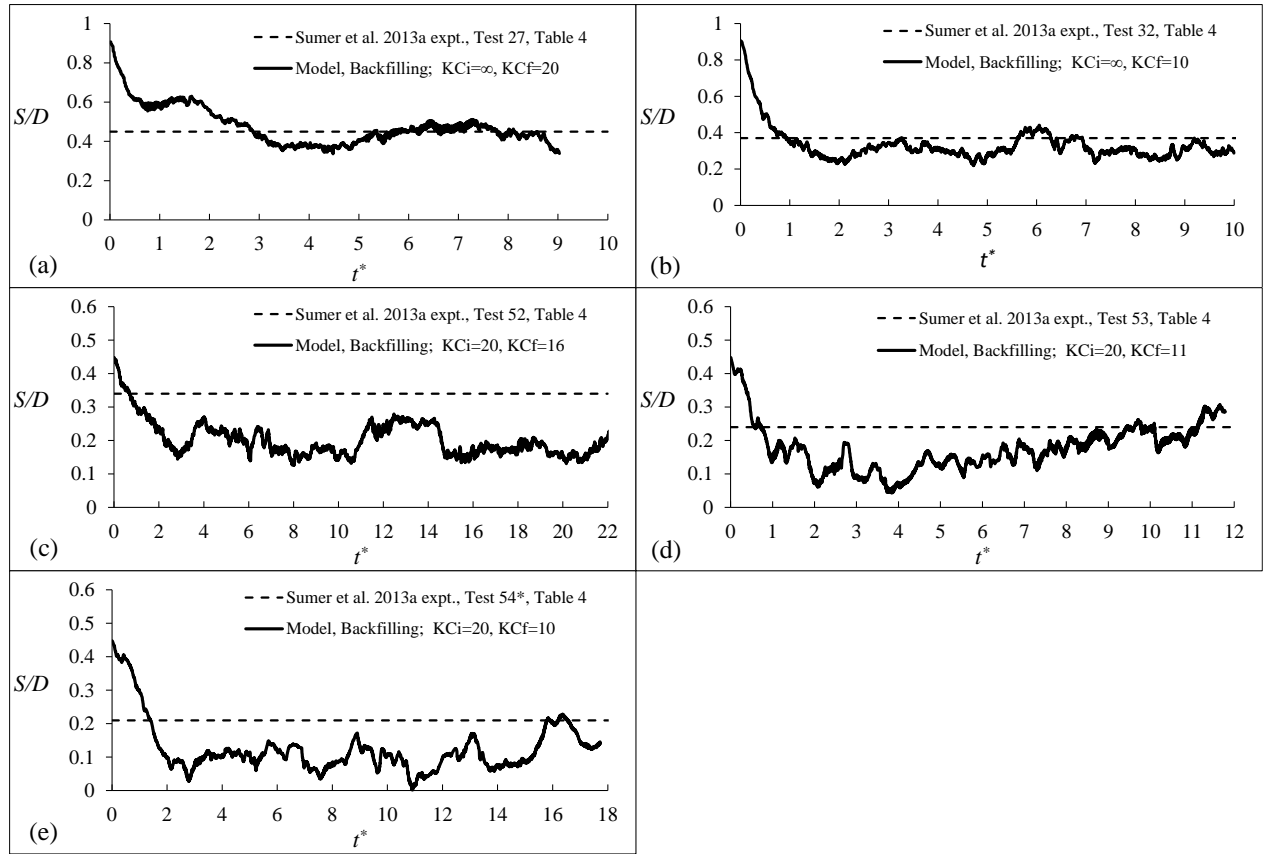 1
Sumer et al. 2013a expt., Test 27, Table 4
0.8
Model, Backfilling; KCi=∞, KCf=20
S/D
0.6
0.4
0.2
0
0 1 2 3 4 5 6 7 8 9 10
(a)
t*
1
Sumer et al. 2013a expt., Test 32, Table 4
0.8
Model, Backfilling; KCi=∞, KCf=10
S/D
0.6
0.4
0.2
0
0 1 2 3 4 5 6 7 8 9 10
(b)
t*
0.6
Sumer et al. 2013a expt., Test 52, Table 4
0.5
Model, Backfilling; KCi=20, KCf=16
0.4
S/D
0.3
0.2
0.1
0
0 2 4 6 8 10 12 14 16 18 20 22
(c)
t*
0.6
Sumer et al. 2013a expt., Test 53, Table 4
0.5
Model, Backfilling; KCi=20, KCf=11
0.4
S/D
0.3
0.2
0.1
0
0 1 2 3 4 5 6 7 8 9 10 11 12
(d)
t*
0.6
Sumer et al. 2013a expt., Test 54*, Table 4
0.5
Model, Backfilling; KCi=20, KCf=10
0.4
S/D
0.3
0.2
0.1
0
0 2 4 6 8 10 12 14 16 18
(e)
t*